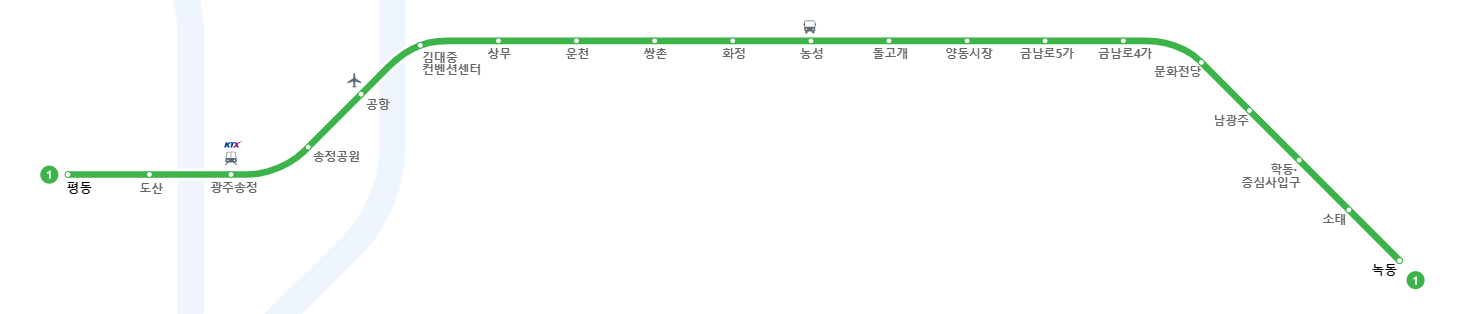 1
평동
도산
KTX
광주송정
송정공원
공항
김대중
컨벤션센터
상무
운천
쌍촌
화정
농성
돌고개
양동시장
금남로5가
금남로4가
문화전당
남광주
학동·
증심사입구
소태
녹동
1